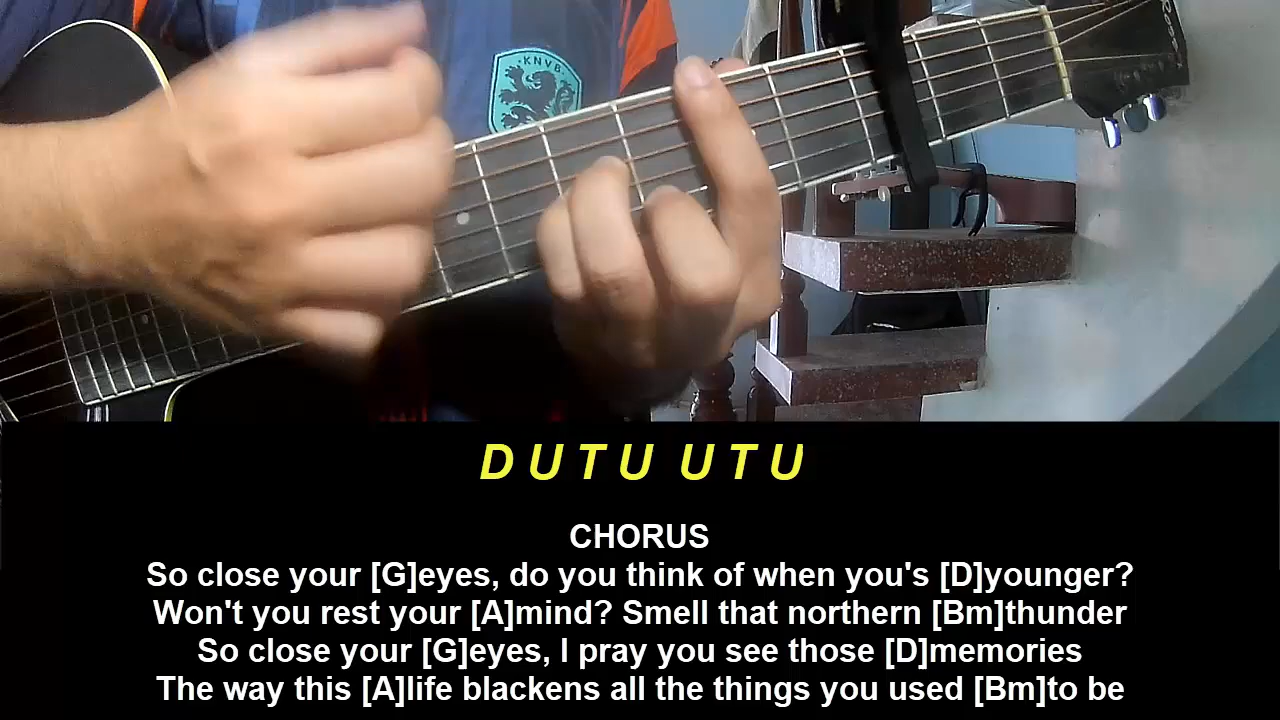 KNVB
D U T U U T U
CHORUS
So close your [G]eyes, do you think of when you's [D]younger?
Won't you rest your [A]mind? Smell that northern [Bm]thunder
So close your [G]eyes, I pray you see those [D]memories
The way this [A]life blackens all the things you used [Bm]to be